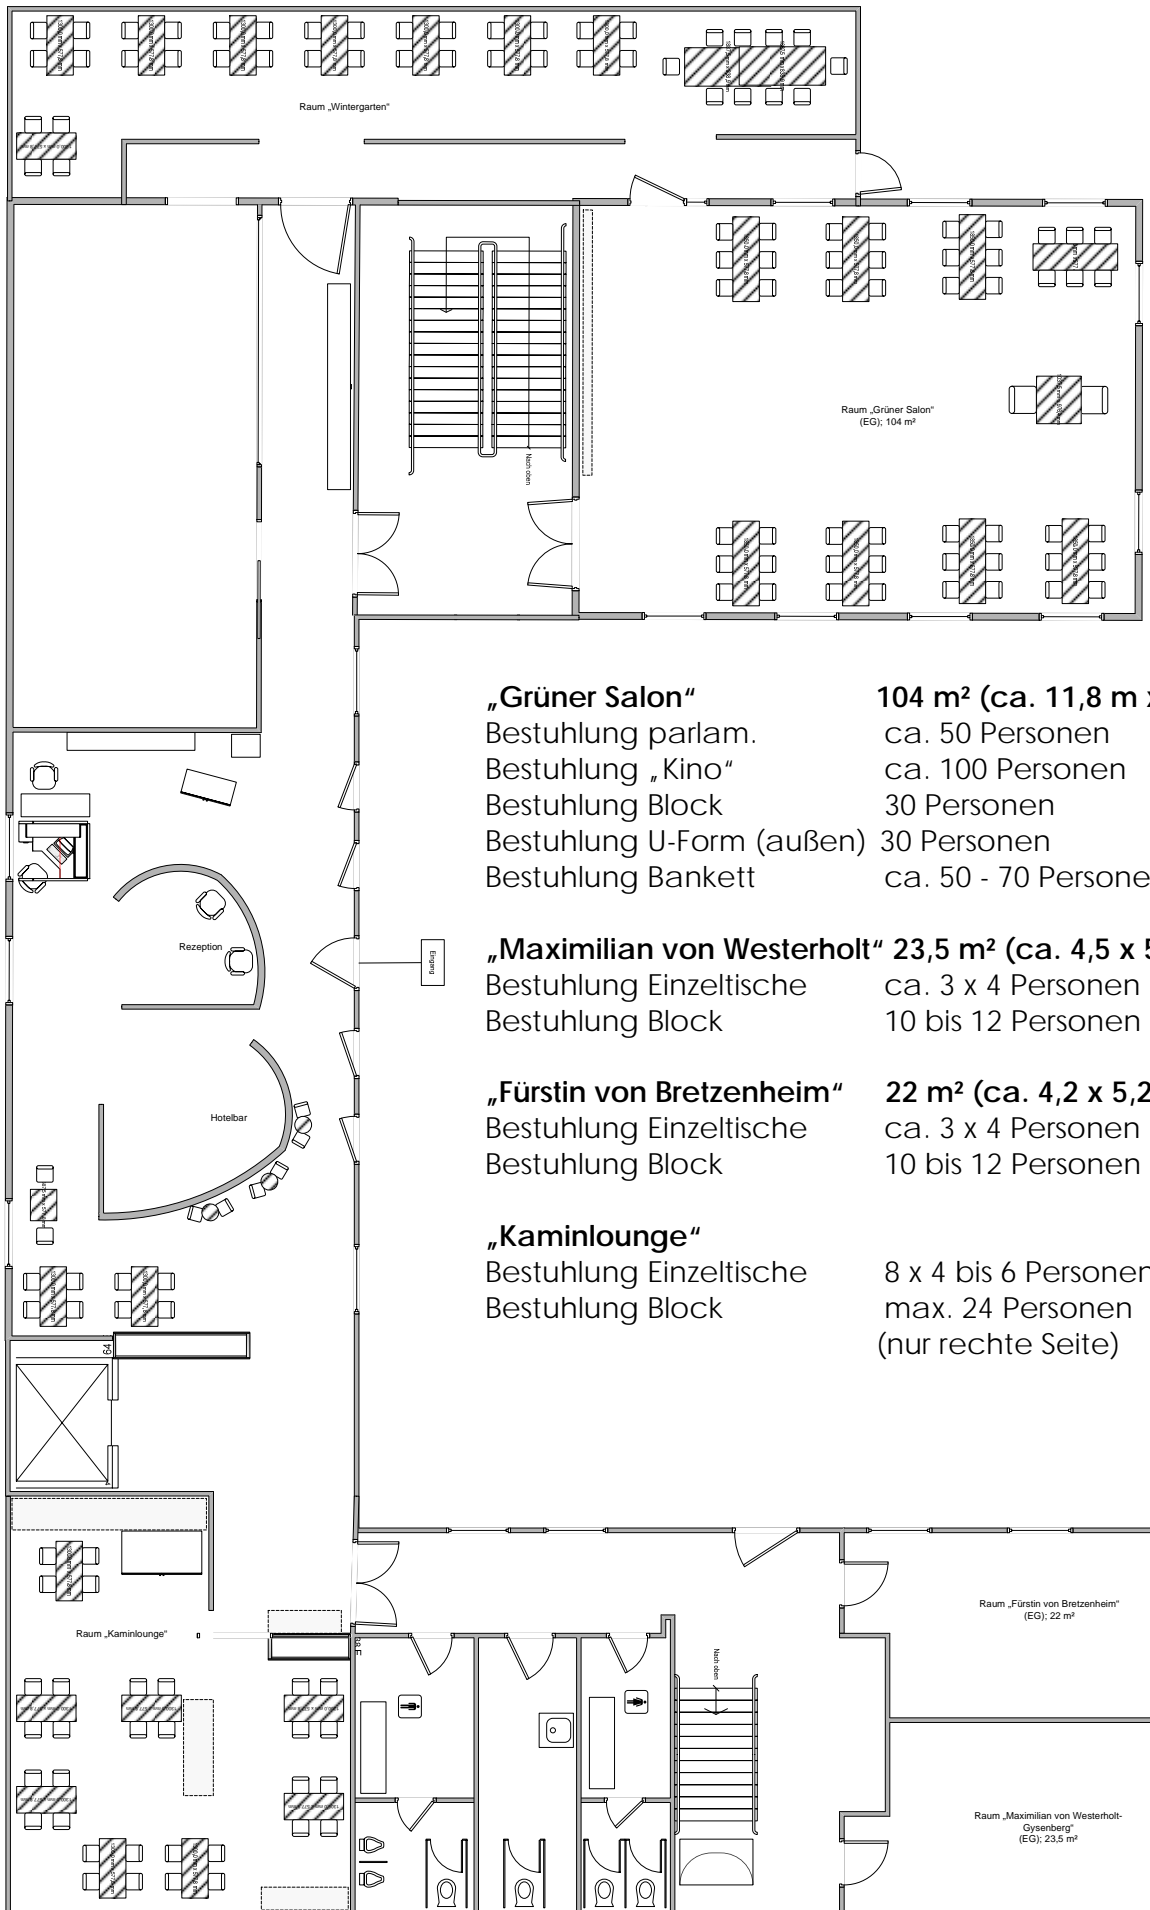 Raum „Wintergarten“
Nach oben
Raum „Grüner Salon“
(EG); 104 m²
„Grüner Salon“ 104 m² (ca. 11,8 m x
Bestuhlung parlam. ca. 50 Personen
Bestuhlung „Kino“ ca. 100 Personen
Bestuhlung Block 30 Personen
Bestuhlung U-Form (außen) 30 Personen
Bestuhlung Bankett ca. 50 - 70 Persone
Rezeption
Eingang
„Maximilian von Westerholt“ 23,5 m² (ca. 4,5 x 5
Bestuhlung Einzeltische ca. 3 x 4 Personen
Bestuhlung Block 10 bis 12 Personen
„Fürstin von Bretzenheim“ 22 m² (ca. 4,2 x 5,2
Hotelbar
Bestuhlung Einzeltische ca. 3 x 4 Personen
Bestuhlung Block 10 bis 12 Personen
„Kaminlounge“
Bestuhlung Einzeltische 8 x 4 bis 6 Personen
Bestuhlung Block max. 24 Personen
(nur rechte Seite)
64
Raum „Fürstin von Bretzenheim“
(EG); 22 m²
Raum „Kaminlounge“
Nach oben
Raum „Maximilian von Westerholt-
Gysenberg“
(EG); 23,5 m²